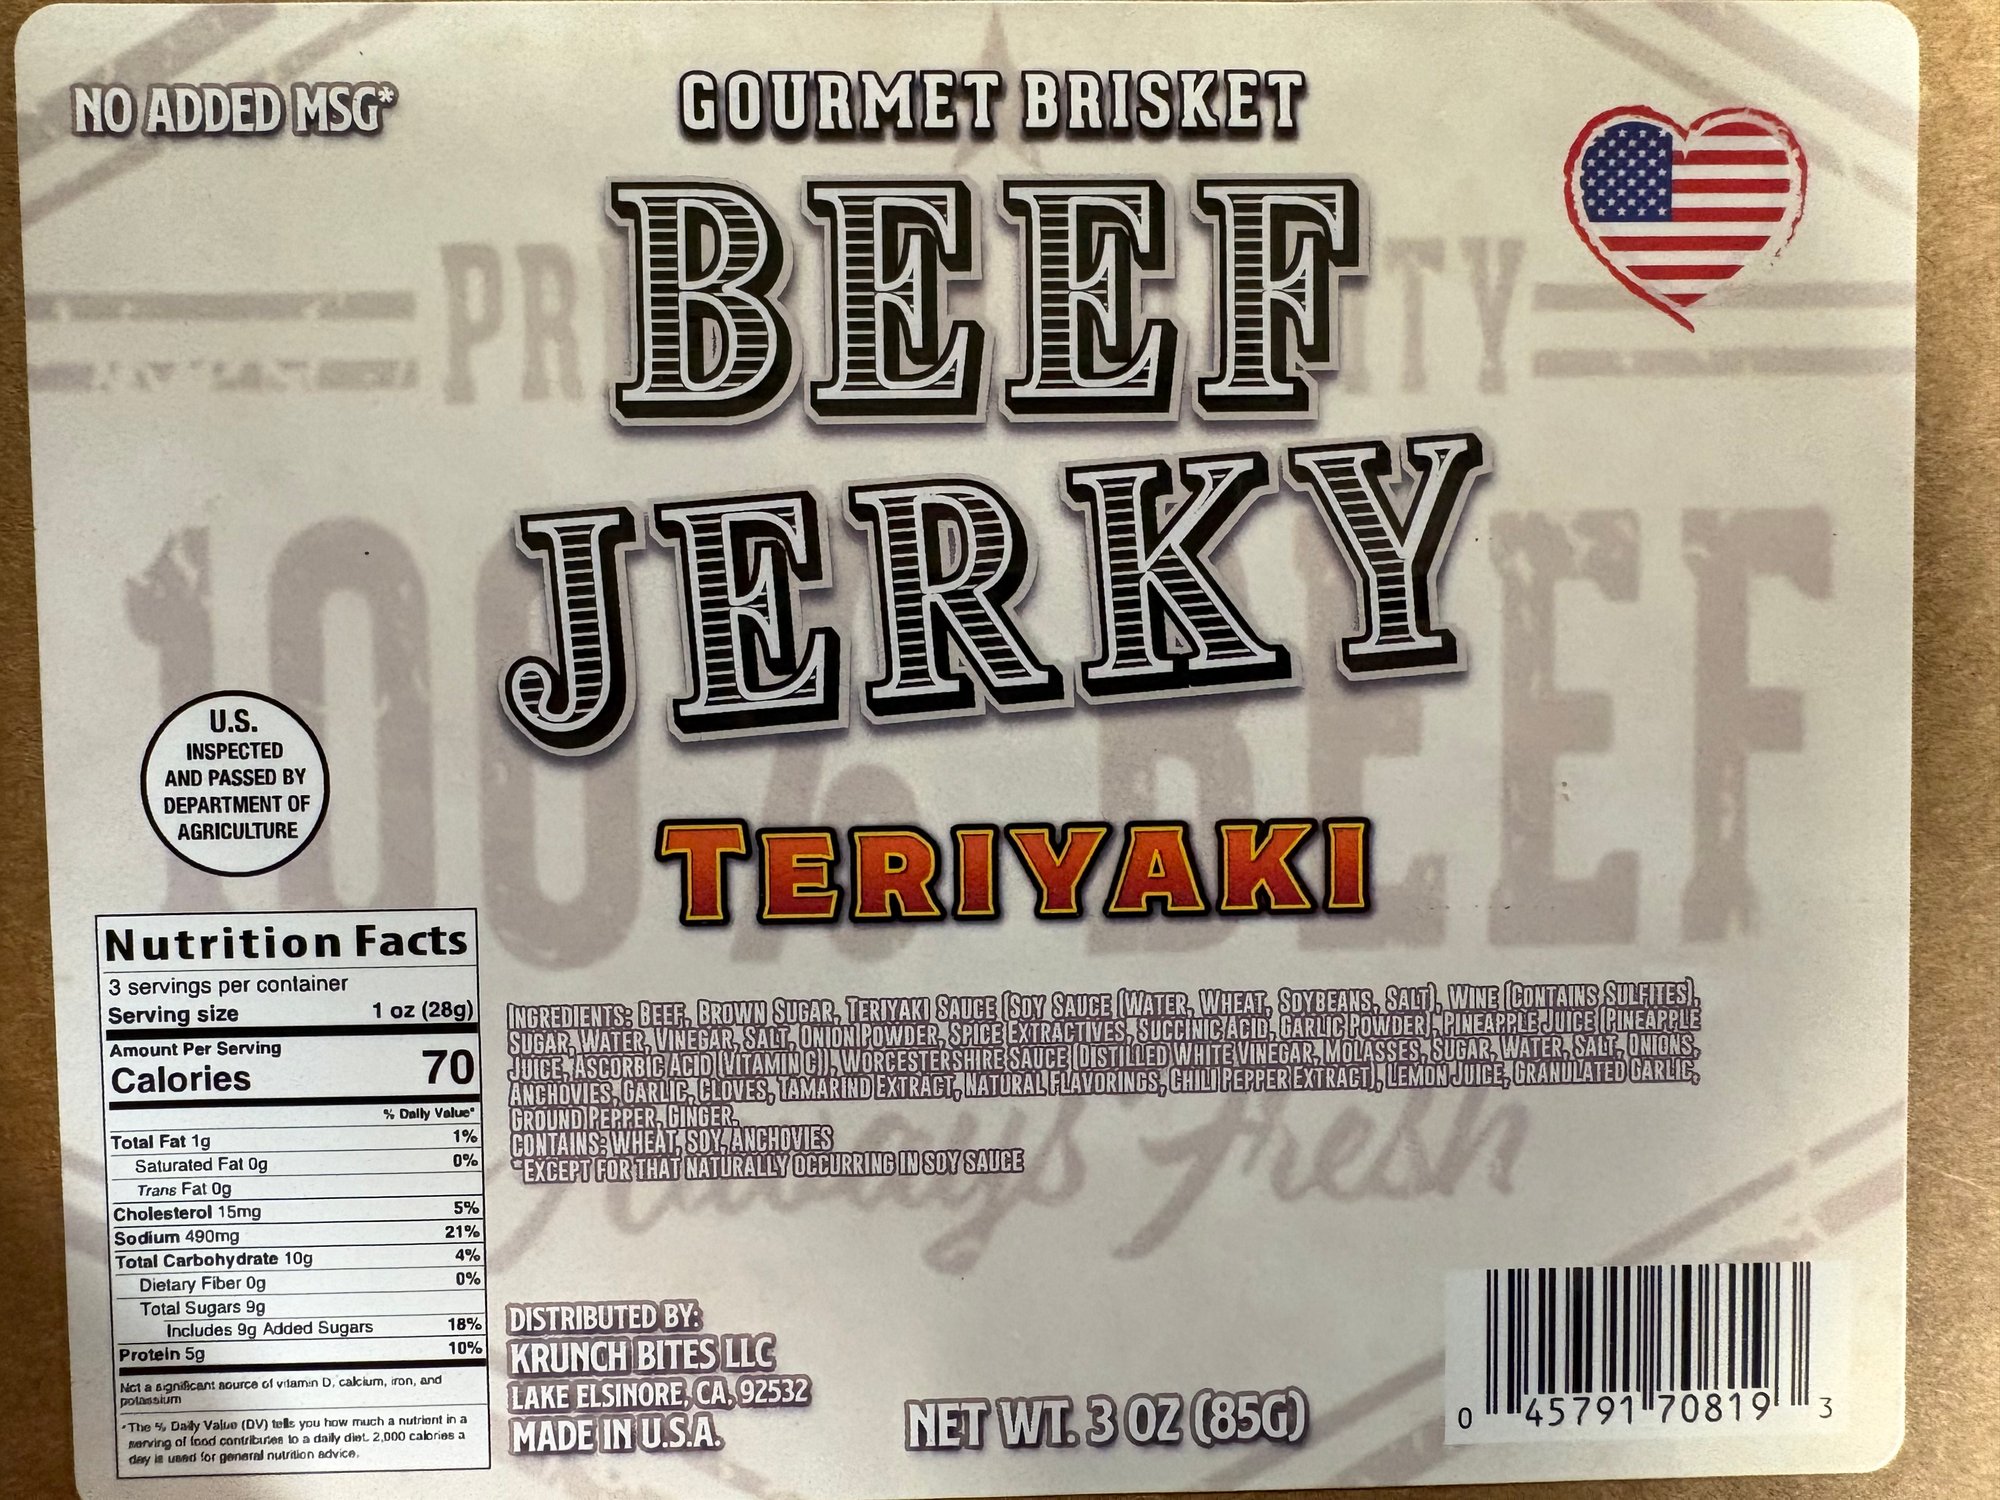 NO ADDED MSG*
GOURMET BRISKET
BEEF
JERKY
TERIYAKI
100% BEEF
Always Fresh
U.S.
INSPECTED
AND PASSED BY
DEPARTMENT OF
AGRICULTURE
Nutrition Facts
3 servings per container
Serving size 1 oz (28g)
Amount Per Serving
Calories 70
% Daily Value*
Total Fat 1g 1%
Saturated Fat 0g 0%
Trans Fat 0g
Cholesterol 15mg 5%
Sodium 490mg 21%
Total Carbohydrate 10g 4%
Dietary Fiber 0g 0%
Total Sugars 9g
Includes 9g Added Sugars 18%
Protein 5g 10%
Not a significant source of vitamin D, calcium, iron, and
potassium
*The % Daily Value (DV) tells you how much a nutrient in a
serving of food contributes to a daily diet. 2,000 calories a
day is used for general nutrition advice.
INGREDIENTS: BEEF, BROWN SUGAR, TERIYAKI SAUCE (SOY SAUCE (WATER, WHEAT, SOYBEANS, SALT), WINE (CONTAINS SULFITES),
SUGAR, WATER, VINEGAR, SALT, ONION POWDER, SPICE EXTRACTIVES, SUCCINIC ACID, GARLIC POWDER), PINEAPPLE JUICE (PINEAPPLE
JUICE, ASCORBIC ACID (VITAMIN C)), WORCESTERSHIRE SAUCE (DISTILLED WHITE VINEGAR, MOLASSES, SUGAR, WATER, SALT, ONIONS,
ANCHOVIES, GARLIC, CLOVES, TAMARIND EXTRACT, NATURAL FLAVORINGS, CHILI PEPPER EXTRACT), LEMON JUICE, GRANULATED GARLIC,
GROUND PEPPER, GINGER.
CONTAINS: WHEAT, SOY, ANCHOVIES
*EXCEPT FOR THAT NATURALLY OCCURRING IN SOY SAUCE
DISTRIBUTED BY:
KRUNCH BITES LLC
LAKE ELSINORE, CA, 92532
MADE IN U.S.A.
NET WT. 3 OZ (85G)
0 45791 70819 3